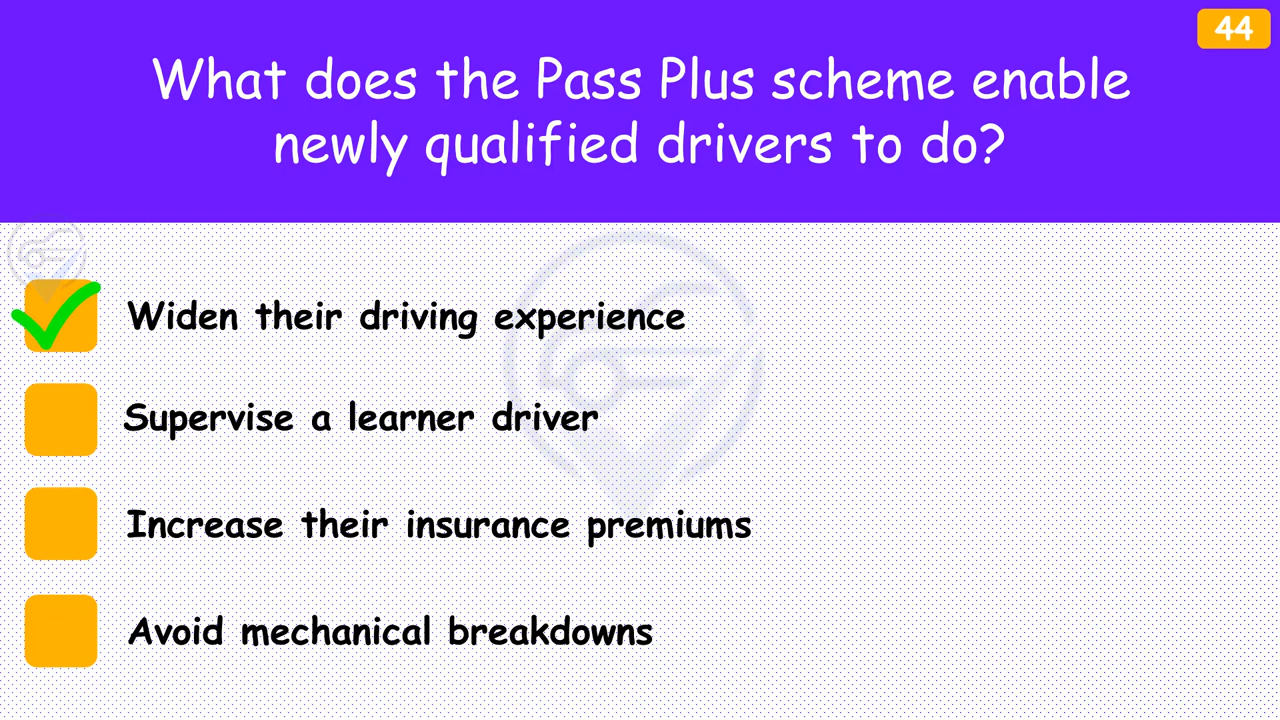 44
What does the Pass Plus scheme enable
newly qualified drivers to do?
Widen their driving experience
Supervise a learner driver
Increase their insurance premiums
Avoid mechanical breakdowns